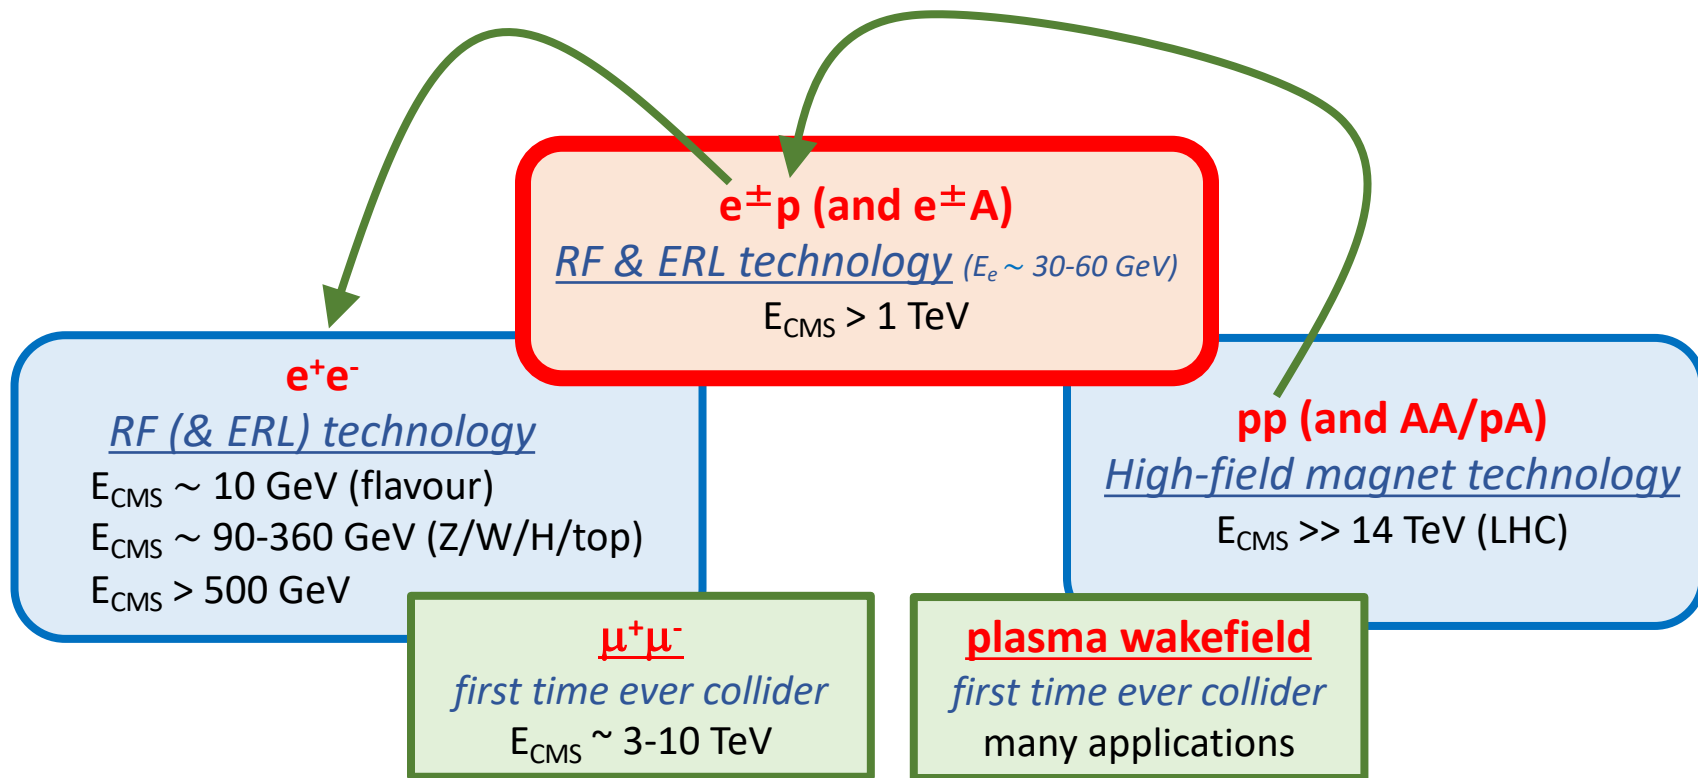 e±p (and e±A)
RF & ERL technology (Ee ~ 30-60 GeV)
ECMS > 1 TeV
e+e-
RF (& ERL) technology
ECMS ~ 10 GeV (flavour)
ECMS ~ 90-360 GeV (Z/W/H/top)
ECMS > 500 GeV
pp (and AA/pA)
High-field magnet technology
ECMS >> 14 TeV (LHC)
μ+μ-
first time ever collider
ECMS ~ 3-10 TeV
plasma wakefield
first time ever collider
many applications